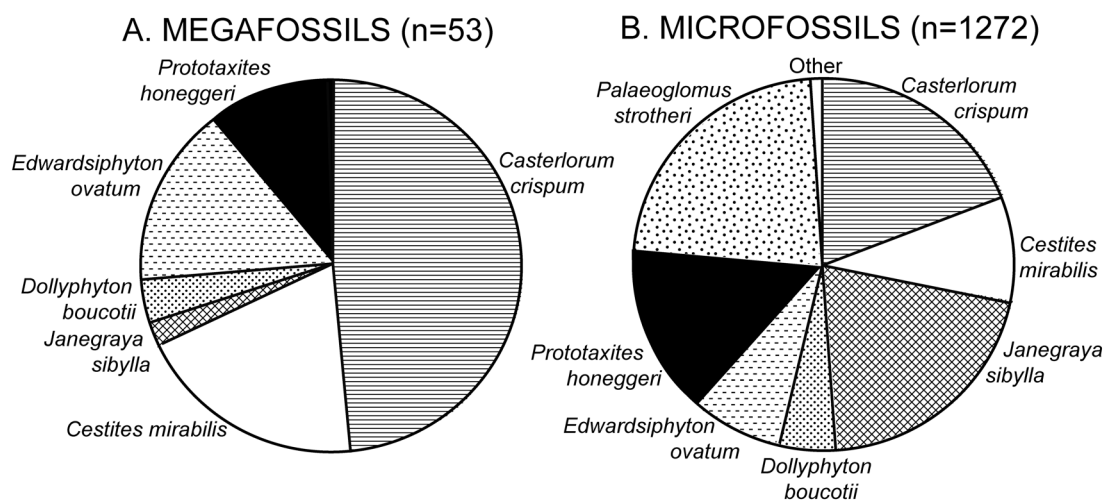 A. MEGAFOSSILS (n=53)
Prototaxites
honeggeri
Edwardsiphyton
ovatum
Dollyphyton
boucotii
Janegraya
sibylla
Cestites mirabilis
Casterlorum
crispum
B. MICROFOSSILS (n=1272)
Other
Palaeoglomus
strotheri
Casterlorum
crispum
Cestites
mirabilis
Janegraya
sibylla
Prototaxites
honeggeri
Edwardsiphyton
ovatum
Dollyphyton
boucotii